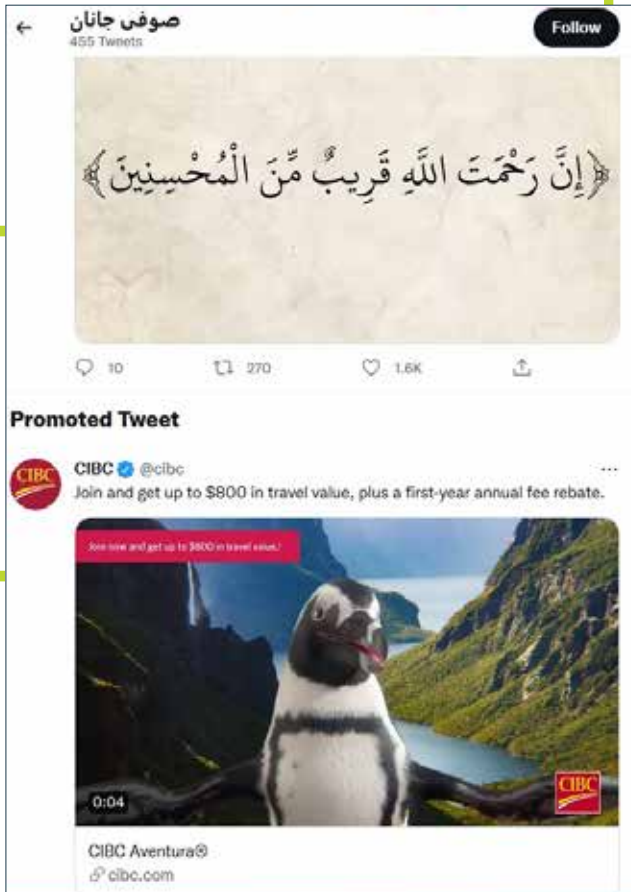 صوفی جانان
455 Tweets
Follow
﴿إِنَّ رَحْمَتَ اللَّهِ قَرِيبٌ مِّنَ الْمُحْسِنِينَ﴾
10 270 1.6K
Promoted Tweet
CIBC @cibc
Join and get up to $800 in travel value, plus a first-year annual fee rebate.
Join now and get up to $800 in travel value.!
CIBC
CIBC
0:04
CIBC Aventura®
cibc.com